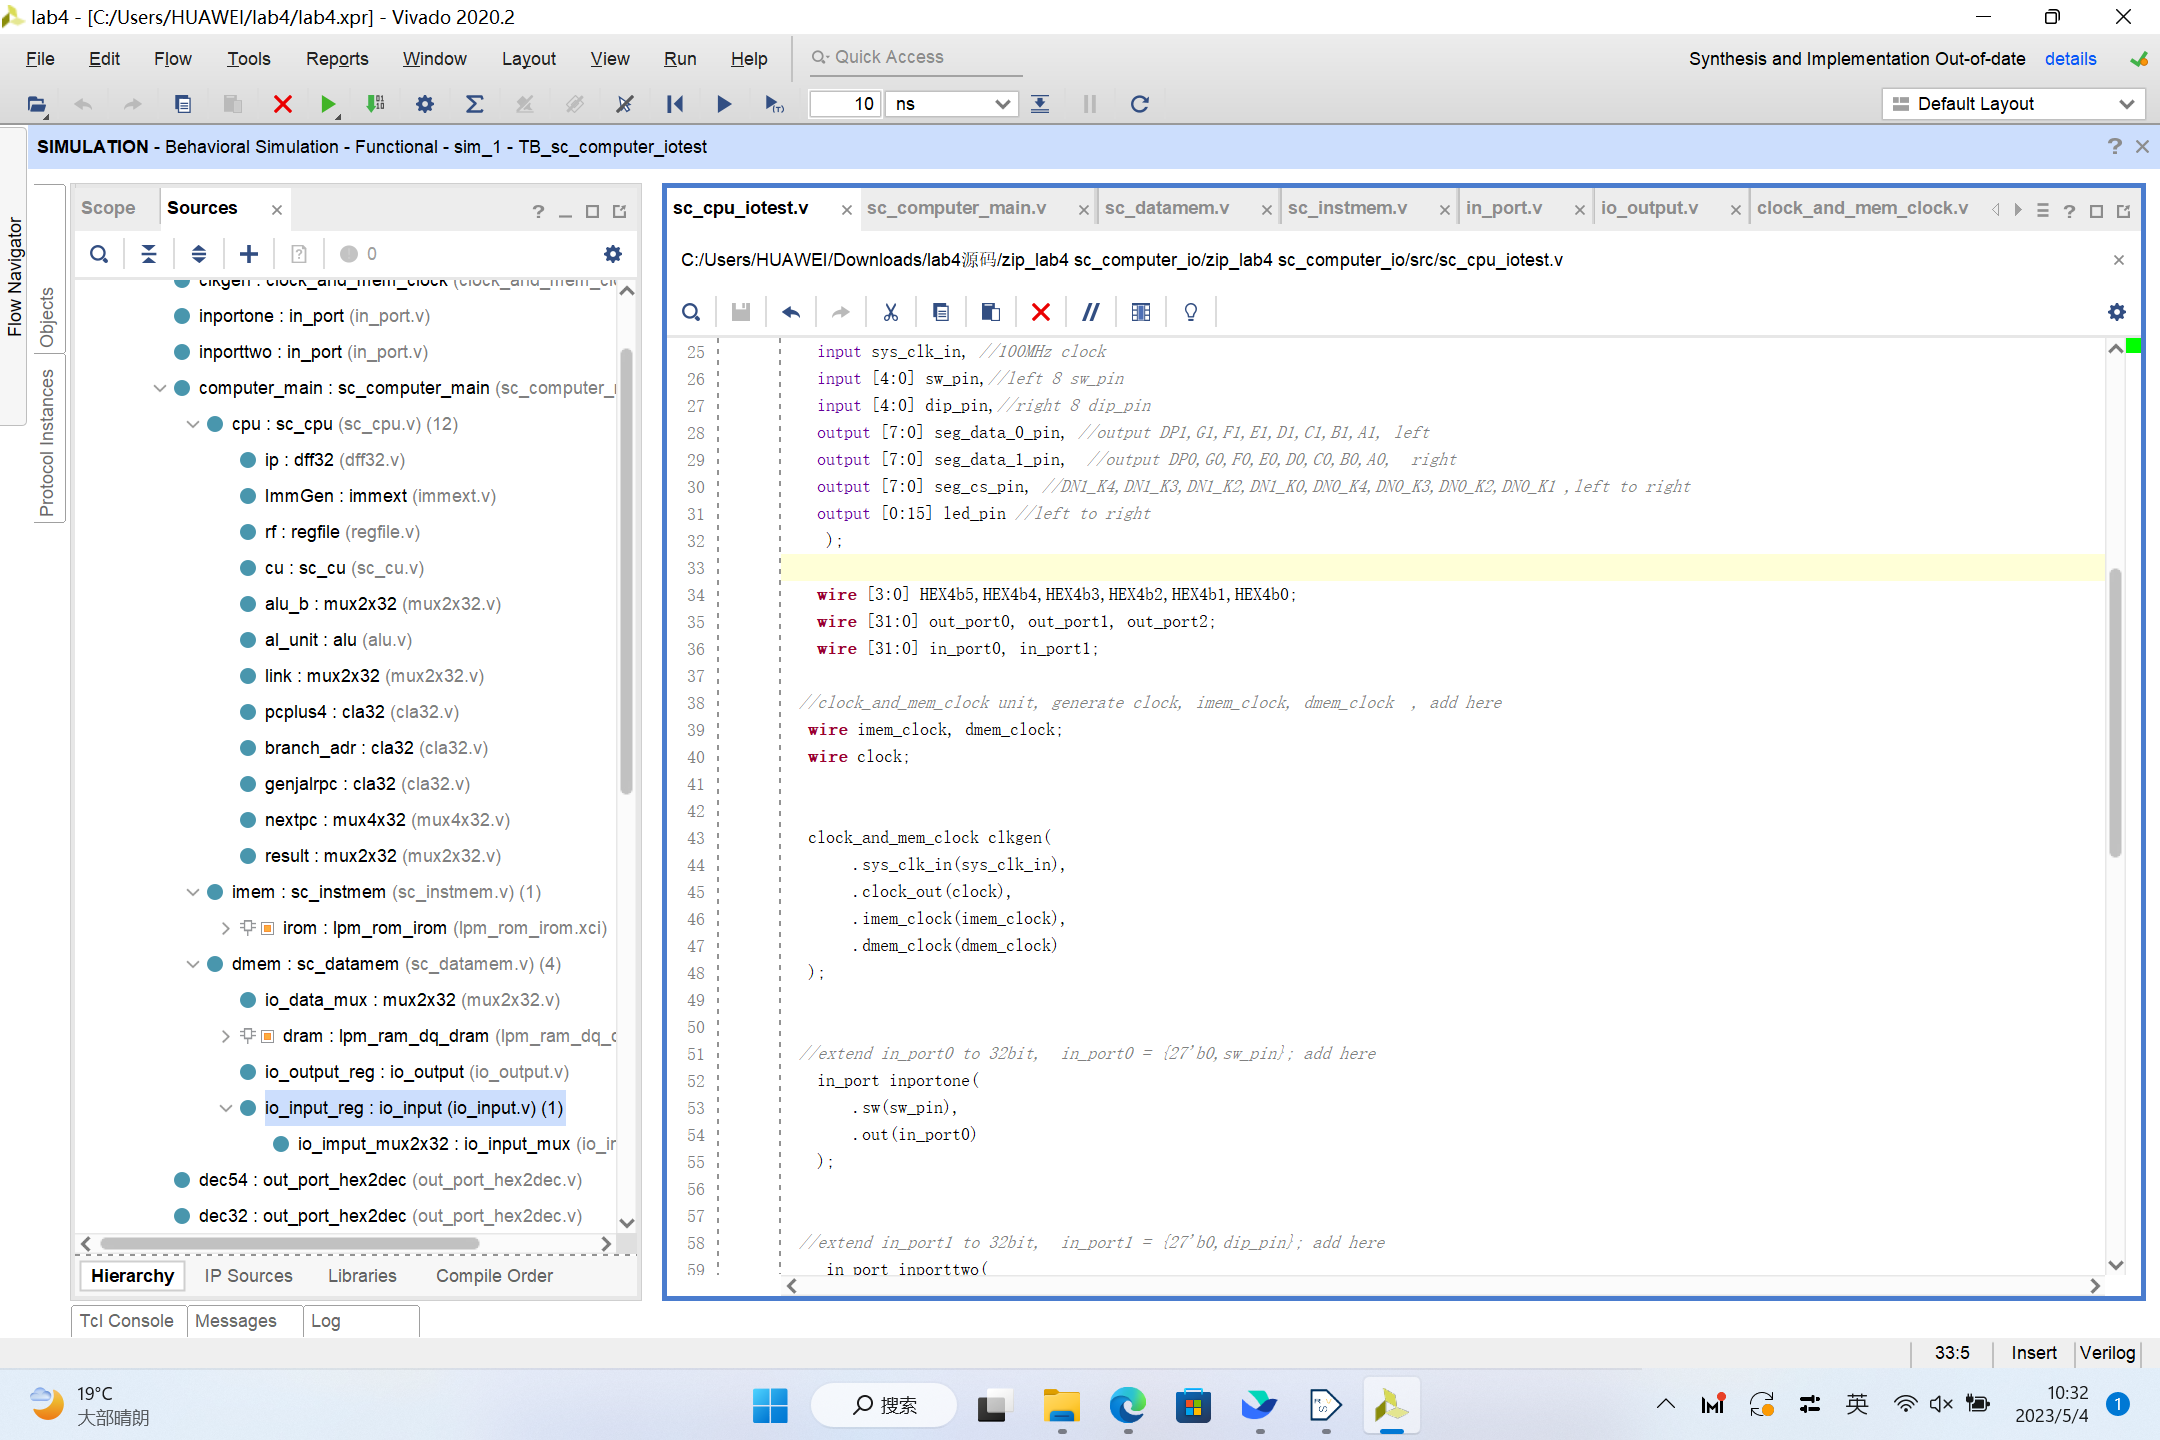 lab4 - [C:/Users/HUAWEI/lab4/lab4.xpr] - Vivado 2020.2
File Edit Flow Tools Reports Window Layout View Run Help Quick Access
Synthesis and Implementation Out-of-date details
10 ns Default Layout
SIMULATION - Behavioral Simulation - Functional - sim_1 - TB_sc_computer_iotest
Flow Navigator
Objects
Protocol Instances
Scope Sources
0
clkgen : clock_and_mem_clock
inportone : in_port (in_port.v)
inporttwo : in_port (in_port.v)
computer_main : sc_computer_main (sc_computer_
cpu : sc_cpu (sc_cpu.v) (12)
ip : dff32 (dff32.v)
ImmGen : immext (immext.v)
rf : regfile (regfile.v)
cu : sc_cu (sc_cu.v)
alu_b : mux2x32 (mux2x32.v)
al_unit : alu (alu.v)
link : mux2x32 (mux2x32.v)
pcplus4 : cla32 (cla32.v)
branch_adr : cla32 (cla32.v)
genjalrpc : cla32 (cla32.v)
nextpc : mux4x32 (mux4x32.v)
result : mux2x32 (mux2x32.v)
imem : sc_instmem (sc_instmem.v) (1)
irom : lpm_rom_irom (lpm_rom_irom.xci)
dmem : sc_datamem (sc_datamem.v) (4)
io_data_mux : mux2x32 (mux2x32.v)
dram : lpm_ram_dq_dram (lpm_ram_dq_
io_output_reg : io_output (io_output.v)
io_input_reg : io_input (io_input.v) (1)
io_imput_mux2x32 : io_input_mux (io_i
dec54 : out_port_hex2dec (out_port_hex2dec.v)
dec32 : out_port_hex2dec (out_port_hex2dec.v)
Hierarchy IP Sources Libraries Compile Order
Tcl Console Messages Log
sc_cpu_iotest.v sc_computer_main.v sc_datamem.v sc_instmem.v in_port.v io_output.v clock_and_mem_clock.v
C:/Users/HUAWEI/Downloads/lab4源码/zip_lab4 sc_computer_io/zip_lab4 sc_computer_io/src/sc_cpu_iotest.v
25 input sys_clk_in, //100MHz clock
26 input [4:0] sw_pin,//left 8 sw_pin
27 input [4:0] dip_pin,//right 8 dip_pin
28 output [7:0] seg_data_0_pin, //output DP1,G1,F1,E1,D1,C1,B1,A1, left
29 output [7:0] seg_data_1_pin, //output DP0,G0,F0,E0,D0,C0,B0,A0, right
30 output [7:0] seg_cs_pin, //DN1_K4,DN1_K3,DN1_K2,DN1_K0,DN0_K4,DN0_K3,DN0_K2,DN0_K1 ,left to right
31 output [0:15] led_pin //left to right
32 );
33
34 wire [3:0] HEX4b5,HEX4b4,HEX4b3,HEX4b2,HEX4b1,HEX4b0;
35 wire [31:0] out_port0, out_port1, out_port2;
36 wire [31:0] in_port0, in_port1;
37
38 //clock_and_mem_clock unit, generate clock, imem_clock, dmem_clock , add here
39 wire imem_clock, dmem_clock;
40 wire clock;
41
42
43 clock_and_mem_clock clkgen(
44 .sys_clk_in(sys_clk_in),
45 .clock_out(clock),
46 .imem_clock(imem_clock),
47 .dmem_clock(dmem_clock)
48 );
49
50
51 //extend in_port0 to 32bit, in_port0 = {27'b0,sw_pin}; add here
52 in_port inportone(
53 .sw(sw_pin),
54 .out(in_port0)
55 );
56
57
58 //extend in_port1 to 32bit, in_port1 = {27'b0,dip_pin}; add here
59 in_port inporttwo(
33:5 Insert Verilog
19°C
大部晴朗
搜索
英
10:32
2023/5/4
1